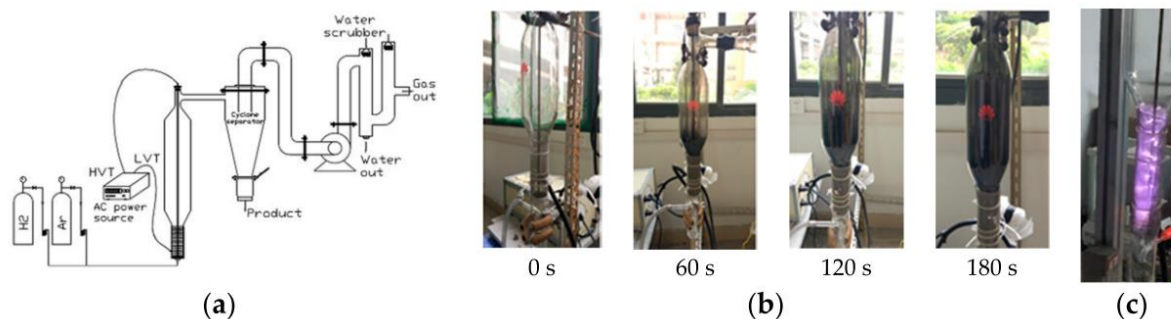 Water
scrubber
Gas
out
Cyclone
separator
Water
out
HVT
LVT
AC power
source
Product
H2
Ar
0 s
60 s
120 s
180 s
(a)
(b)
(c)